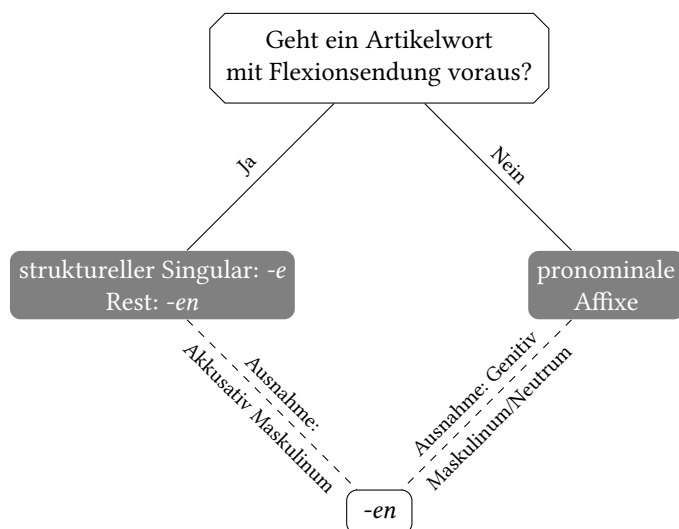 Geht ein Artikelwort
mit Flexionsendung voraus?
Ja
Nein
struktureller Singular: -e
Rest: -en
pronominale
Affixe
Ausnahme:
Akkusativ Maskulinum
Ausnahme: Genitiv
Maskulinum/Neutrum
-en